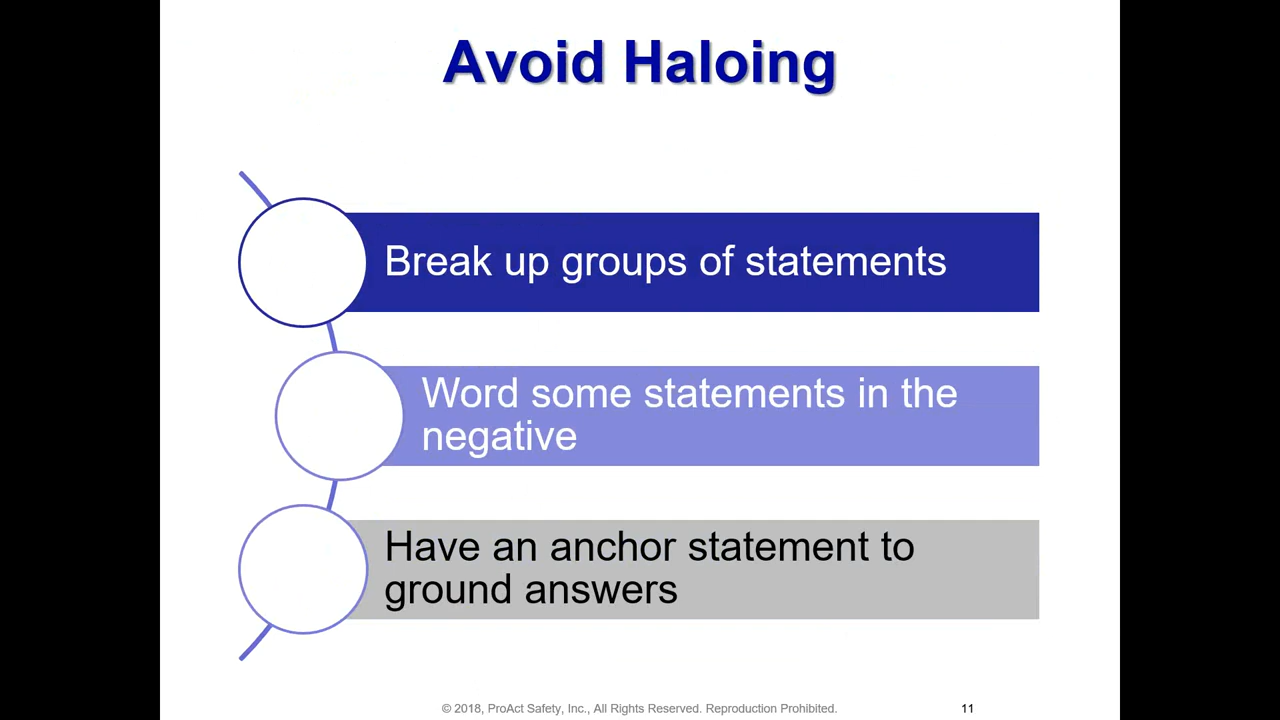 Avoid Haloing
Break up groups of statements
Word some statements in the
negative
Have an anchor statement to
ground answers
© 2018, ProAct Safety, Inc., All Rights Reserved. Reproduction Prohibited.
11